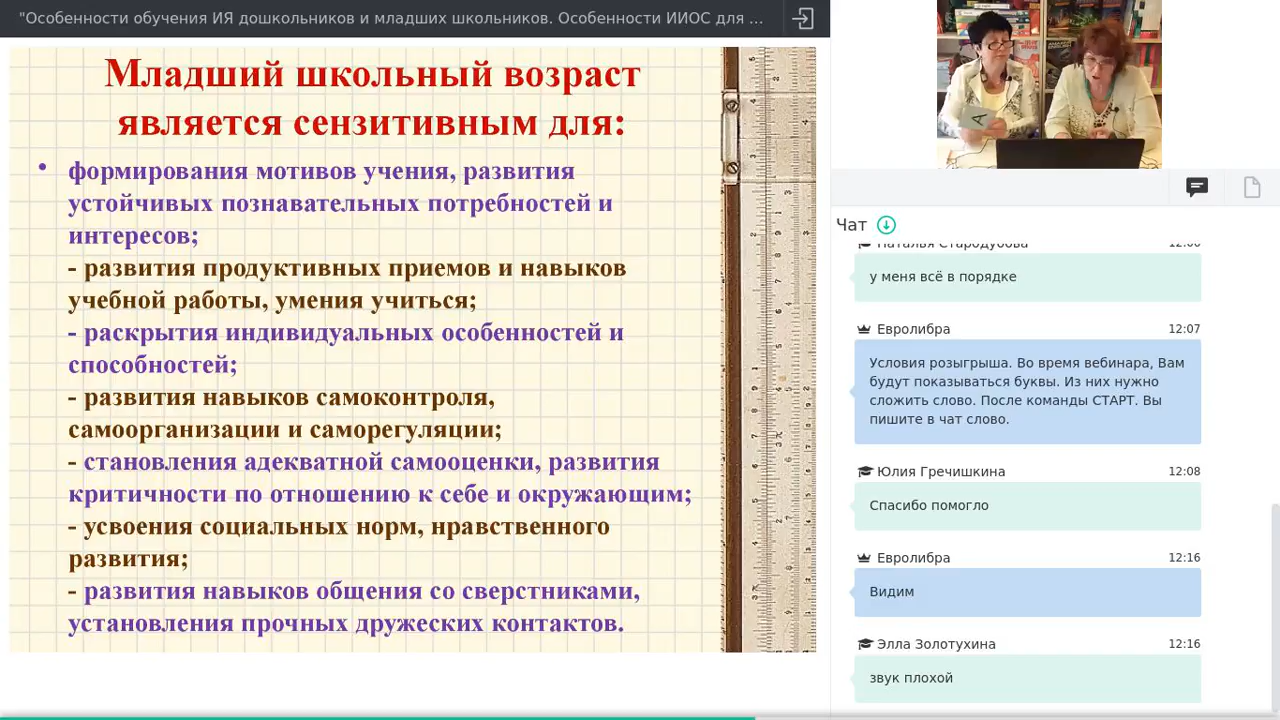 "Особенности обучения ИЯ дошкольников и младших школьников. Особенности ИИОС для ...
Младший школьный возраст
является сензитивным для:
• формирования мотивов учения, развития
устойчивых познавательных потребностей и
интересов;
- развития продуктивных приемов и навыков
учебной работы, умения учиться;
- раскрытия индивидуальных особенностей и
способностей;
развития навыков самоконтроля,
самоорганизации и саморегуляции;
- становления адекватной самооценки, развития
критичности по отношению к себе и окружающим;
- усвоения социальных норм, нравственного
развития;
- развития навыков общения со сверстниками,
установления прочных дружеских контактов.
А
Чат
Наталья Стародубова 12:06
у меня всё в порядке
Евролибра 12:07
Условия розыгрыша. Во время вебинара, Вам
будут показываться буквы. Из них нужно
сложить слово. После команды СТАРТ. Вы
пишите в чат слово.
Юлия Гречишкина 12:08
Спасибо помогло
Евролибра 12:16
Видим
Элла Золотухина 12:16
звук плохой